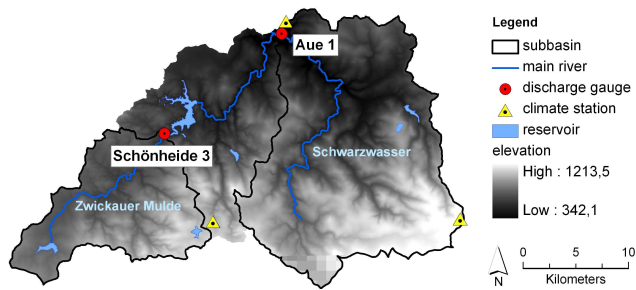 Aue 1
Schönheide 3
Schwarzwasser
Zwickauer Mulde
Legend
subbasin
main river
discharge gauge
climate station
reservoir
elevation
High : 1213,5
Low : 342,1
N
0 5 10
Kilometers